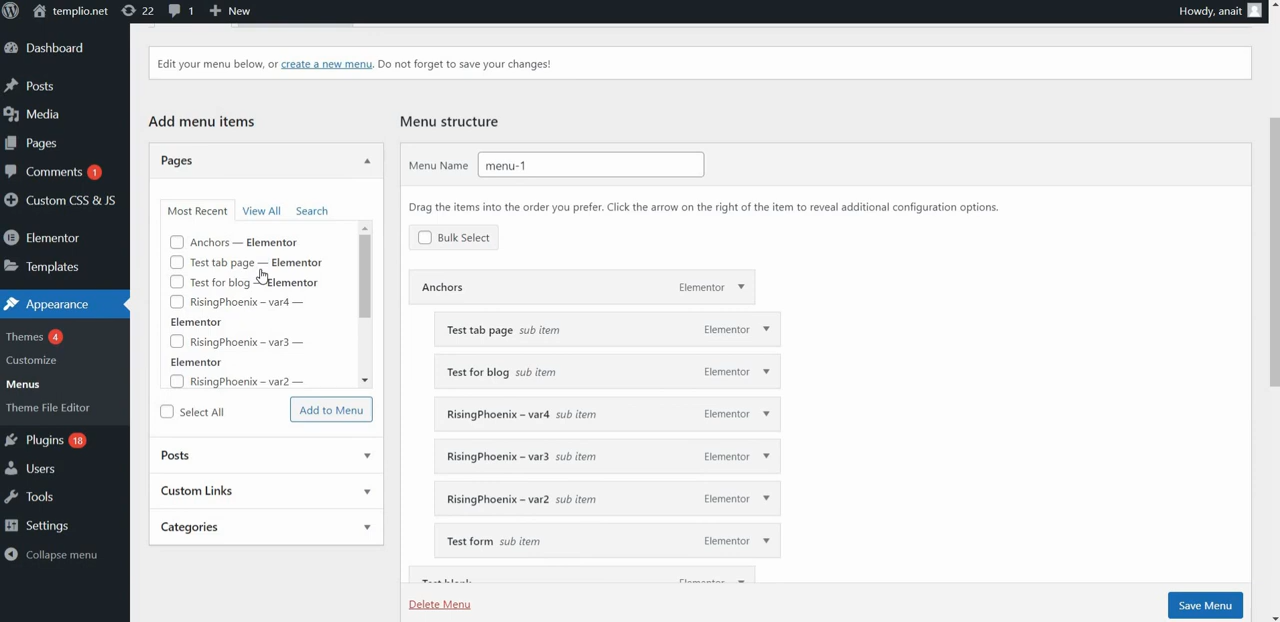 templio.net 22 1 New Howdy, anait
Dashboard
Posts
Media
Pages
Comments 1
Custom CSS & JS
Elementor
Templates
Appearance
Themes 4
Customize
Menus
Theme File Editor
Plugins 18
Users
Tools
Settings
Collapse menu
Edit your menu below, or create a new menu. Do not forget to save your changes!
Add menu items
Pages
Most Recent View All Search
Anchors — Elementor
Test tab page — Elementor
Test for blog — Elementor
RisingPhoenix – var4 —
Elementor
RisingPhoenix – var3 —
Elementor
RisingPhoenix – var2 —
Select All Add to Menu
Posts
Custom Links
Categories
Menu structure
Menu Name menu-1
Drag the items into the order you prefer. Click the arrow on the right of the item to reveal additional configuration options.
Bulk Select
Anchors Elementor
Test tab page sub item Elementor
Test for blog sub item Elementor
RisingPhoenix – var4 sub item Elementor
RisingPhoenix – var3 sub item Elementor
RisingPhoenix – var2 sub item Elementor
Test form sub item Elementor
Delete Menu Save Menu